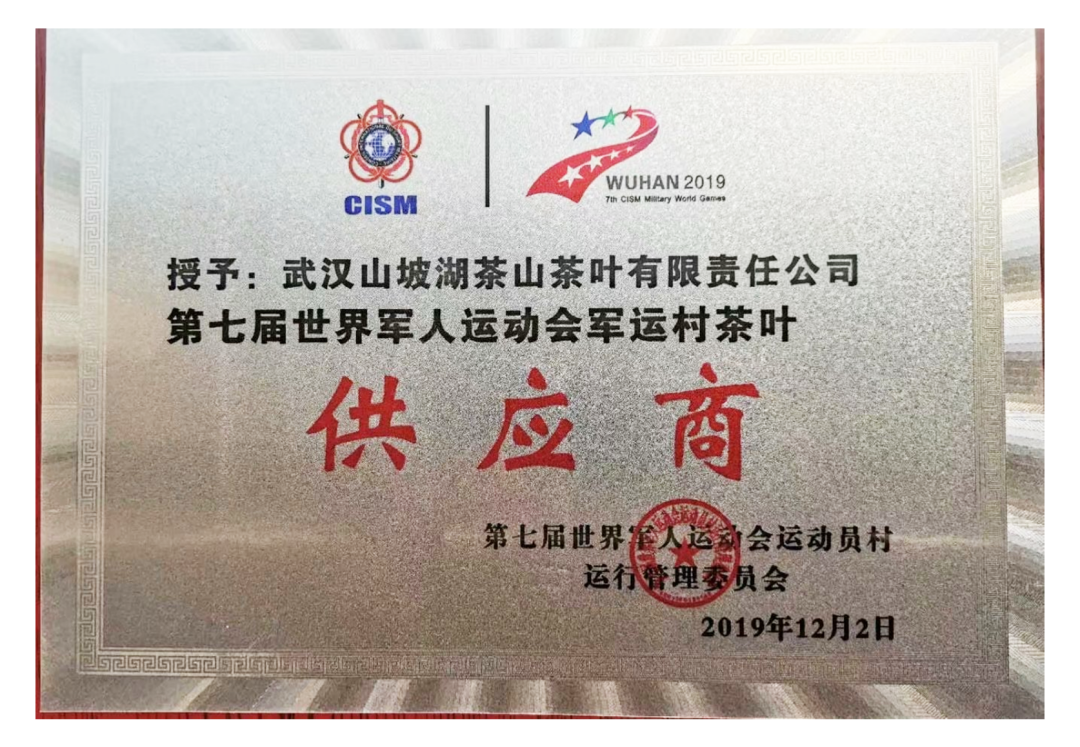 CISM
WUHAN 2019
7th CISM Military World Games
授予：武汉山坡湖茶山茶叶有限责任公司
第七届世界军人运动会军运村茶叶
供应商
第七届世界军人运动会运动员村
运行管理委员会
2019年12月2日